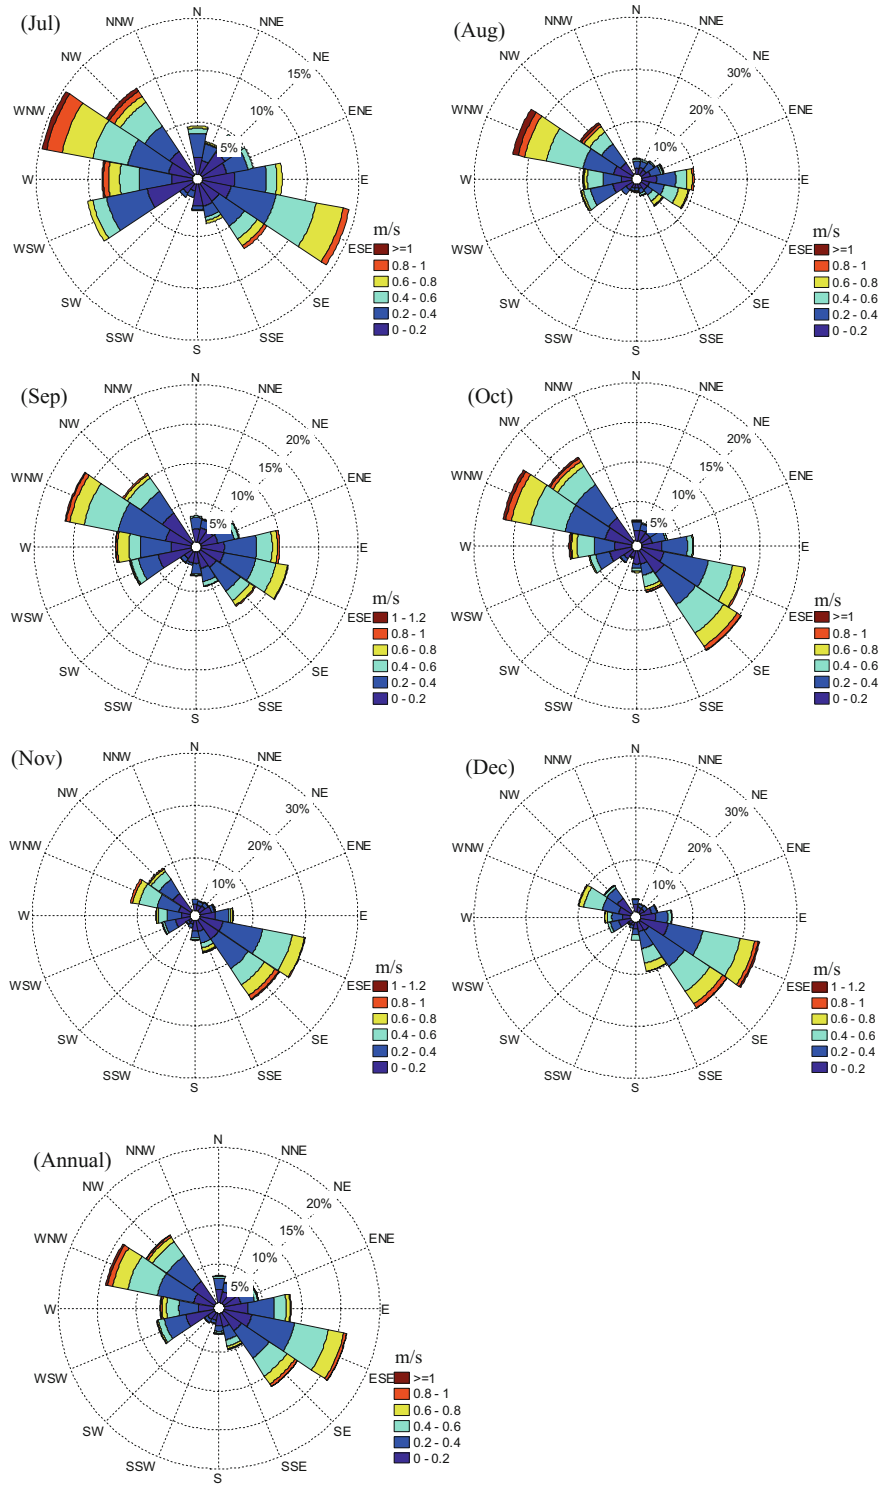 (Jul)
N
NNE
NE
ENE
E
ESE
SE
SSE
S
SSW
SW
WSW
W
WNW
NW
NNW
5%
10%
15%
m/s
>=1
0.8 - 1
0.6 - 0.8
0.4 - 0.6
0.2 - 0.4
0 - 0.2
(Aug)
N
NNE
NE
ENE
E
ESE
SE
SSE
S
SSW
SW
WSW
W
WNW
NW
NNW
10%
20%
30%
m/s
>=1
0.8 - 1
0.6 - 0.8
0.4 - 0.6
0.2 - 0.4
0 - 0.2
(Sep)
N
NNE
NE
ENE
E
ESE
SE
SSE
S
SSW
SW
WSW
W
WNW
NW
NNW
5%
10%
15%
20%
m/s
1 - 1.2
0.8 - 1
0.6 - 0.8
0.4 - 0.6
0.2 - 0.4
0 - 0.2
(Oct)
N
NNE
NE
ENE
E
ESE
SE
SSE
S
SSW
SW
WSW
W
WNW
NW
NNW
5%
10%
15%
20%
m/s
>=1
0.8 - 1
0.6 - 0.8
0.4 - 0.6
0.2 - 0.4
0 - 0.2
(Nov)
N
NNE
NE
ENE
E
ESE
SE
SSE
S
SSW
SW
WSW
W
WNW
NW
NNW
10%
20%
30%
m/s
1 - 1.2
0.8 - 1
0.6 - 0.8
0.4 - 0.6
0.2 - 0.4
0 - 0.2
(Dec)
N
NNE
NE
ENE
E
ESE
SE
SSE
S
SSW
SW
WSW
W
WNW
NW
NNW
10%
20%
30%
m/s
1 - 1.2
0.8 - 1
0.6 - 0.8
0.4 - 0.6
0.2 - 0.4
0 - 0.2
(Annual)
N
NNE
NE
ENE
E
ESE
SE
SSE
S
SSW
SW
WSW
W
WNW
NW
NNW
5%
10%
15%
20%
m/s
>=1
0.8 - 1
0.6 - 0.8
0.4 - 0.6
0.2 - 0.4
0 - 0.2